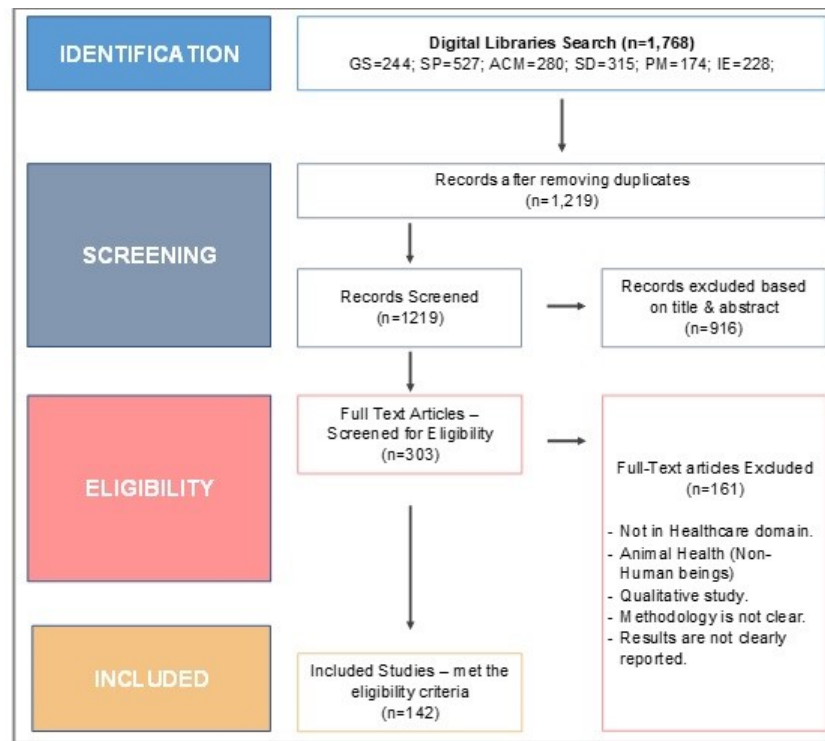 IDENTIFICATION
Digital Libraries Search (n=1,768)
GS=244; SP=527; ACM=280; SD=315; PM=174; IE=228;
SCREENING
Records after removing duplicates
(n=1,219)
Records Screened
(n=1219)
Records excluded based
on title & abstract
(n=916)
ELIGIBILITY
Full Text Articles –
Screened for Eligibility
(n=303)
Full-Text articles Excluded
(n=161)
- Not in Healthcare domain.
- Animal Health (Non-
Human beings)
- Qualitative study.
- Methodology is not clear.
- Results are not clearly
reported.
INCLUDED
Included Studies – met the
eligibility criteria
(n=142)